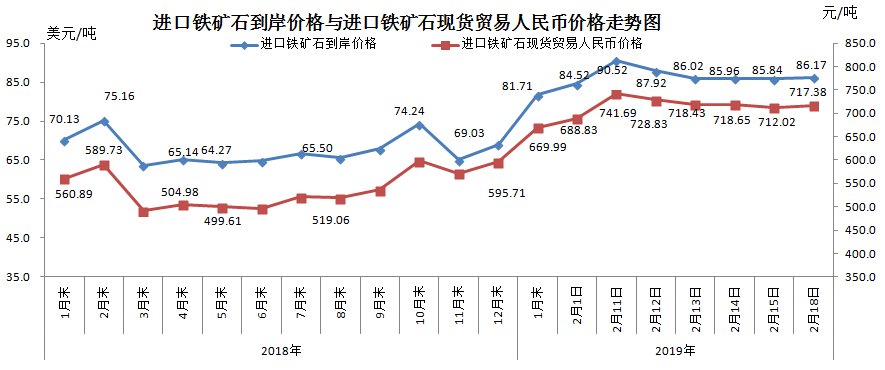 进口铁矿石到岸价格与进口铁矿石现货贸易人民币价格走势图
美元/吨
元/吨
进口铁矿石到岸价格
进口铁矿石现货贸易人民币价格
95.0
85.0
75.0
65.0
55.0
45.0
35.0
850.0
800.0
750.0
700.0
650.0
600.0
550.0
500.0
450.0
400.0
350.0
70.13
75.16
65.14
64.27
65.50
74.24
69.03
81.71
84.52
90.52
87.92
86.02
85.96
85.84
86.17
560.89
589.73
504.98
499.61
519.06
595.71
669.99
688.83
741.69
728.83
718.43
718.65
712.02
717.38
1月末
2月末
3月末
4月末
5月末
6月末
7月末
8月末
9月末
10月末
11月末
12月末
1月末
2月1日
2月11日
2月12日
2月13日
2月14日
2月15日
2月18日
2018年
2019年